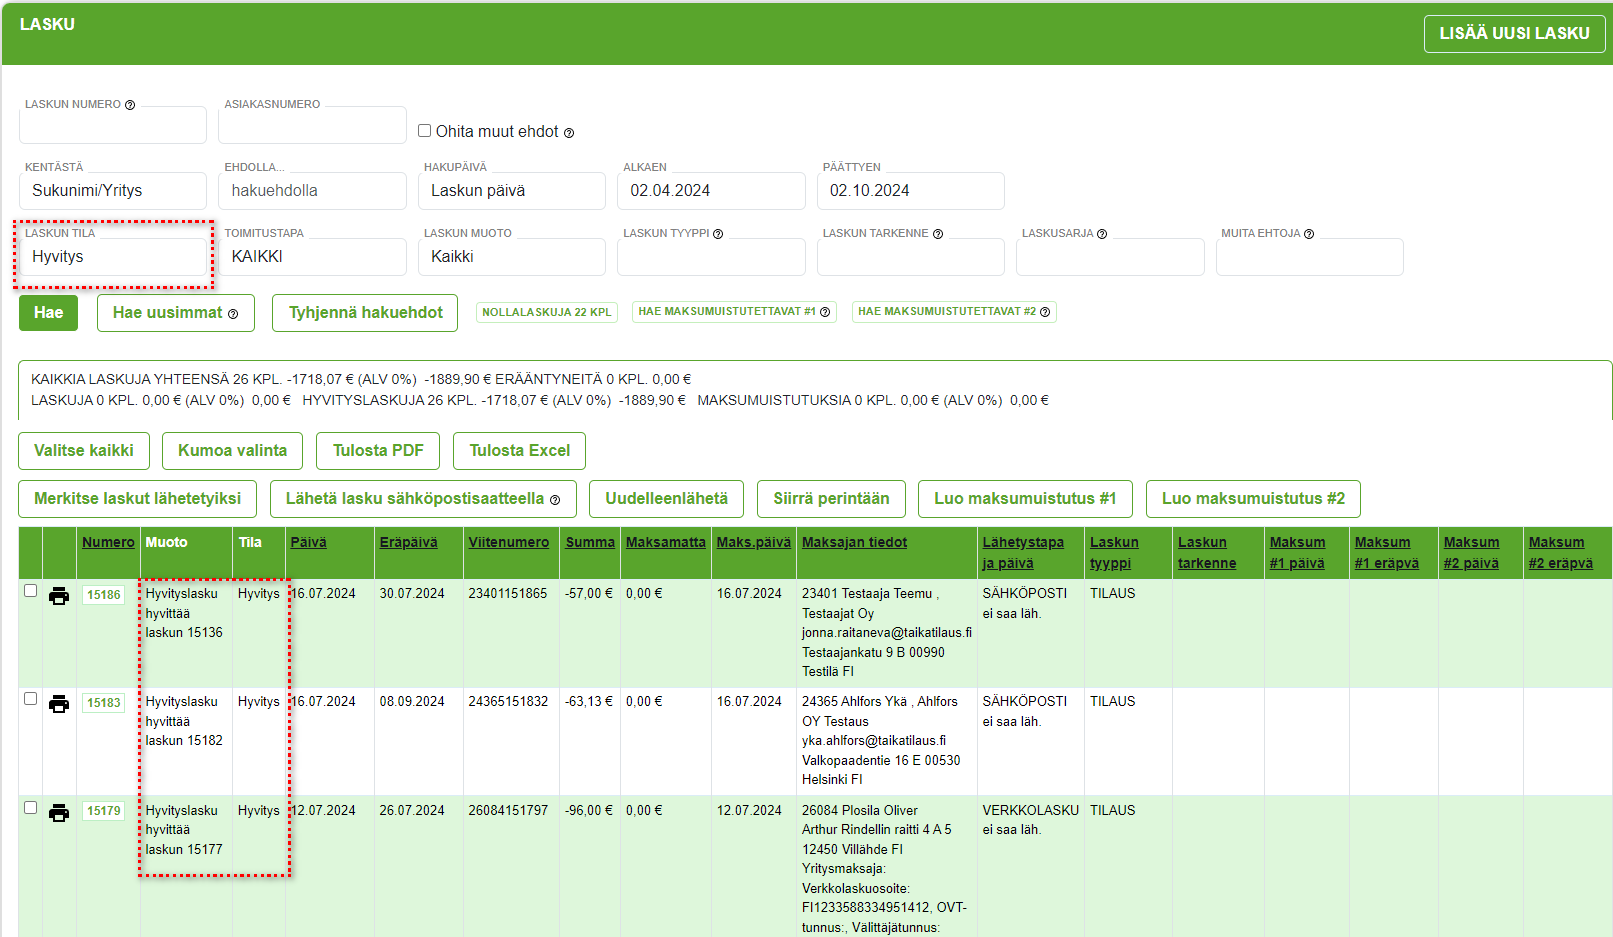 LASKU
LISÄÄ UUSI LASKU
LASKUN NUMERO
ASIAKASNUMERO
Ohita muut ehdot
KENTÄSTÄ
EHDOLLA...
HAKUPÄIVÄ
ALKAEN
PÄÄTTYEN
Sukunimi/Yritys
hakuehdolla
Laskun päivä
02.04.2024
02.10.2024
LASKUN TILA
TOIMITUSTAPA
LASKUN MUOTO
LASKUN TYYPPI
LASKUN TARKENNE
LASKUSARJA
MUITA EHTOJA
Hyvitys
KAIKKI
Kaikki
Hae
Hae uusimmat
Tyhjennä hakuehdot
NOLLALASKUJA 22 KPL
HAE MAKSUMUISTUTETTAVAT #1
HAE MAKSUMUISTUTETTAVAT #2
KAIKKIA LASKUJA YHTEENSÄ 26 KPL. -1718,07 € (ALV 0%) -1889,90 € ERÄÄNTYNEITÄ 0 KPL. 0,00 €
LASKUJA 0 KPL. 0,00 € (ALV 0%) 0,00 € HYVITYSLASKUJA 26 KPL. -1718,07 € (ALV 0%) -1889,90 € MAKSUMUISTUTUKSIA 0 KPL. 0,00 € (ALV 0%) 0,00 €
Valitse kaikki
Kumoa valinta
Tulosta PDF
Tulosta Excel
Merkitse laskut lähetetyiksi
Lähetä lasku sähköpostisaatteella
Uudelleenlähetä
Siirrä perintään
Luo maksumuistutus #1
Luo maksumuistutus #2
Numero
Muoto
Tila
Päivä
Eräpäivä
Viitenumero
Summa
Maksamatta
Maks.päivä
Maksajan tiedot
Lähetystapa
ja päivä
Laskun
tyyppi
Laskun
tarkenne
Maksum
#1 päivä
Maksum
#1 eräpvä
Maksum
#2 päivä
Maksum
#2 eräpvä
15186
Hyvityslasku
hyvittää
laskun 15136
Hyvitys
16.07.2024
30.07.2024
23401151865
-57,00 €
0,00 €
16.07.2024
23401 Testaaja Teemu ,
Testaajat Oy
jonna.raitaneva@taikatilaus.fi
Testaajankatu 9 B 00990
Testilä FI
SÄHKÖPOSTI
ei saa läh.
TILAUS
15183
Hyvityslasku
hyvittää
laskun 15182
Hyvitys
16.07.2024
08.09.2024
24365151832
-63,13 €
0,00 €
16.07.2024
24365 Ahlfors Ykä , Ahlfors
OY Testaus
yka.ahlfors@taikatilaus.fi
Valkopaadentie 16 E 00530
Helsinki FI
SÄHKÖPOSTI
ei saa läh.
TILAUS
15179
Hyvityslasku
hyvittää
laskun 15177
Hyvitys
12.07.2024
26.07.2024
26084151797
-96,00 €
0,00 €
12.07.2024
26084 Plosila Oliver
Arthur Rindellin raitti 4 A 5
12450 Villähde FI
Yritysmaksaja:
Verkkolaskuosoite:
FI1233588334951412, OVT-
tunnus:, Välittäjätunnus:
VERKKOLASKU
ei saa läh.
TILAUS